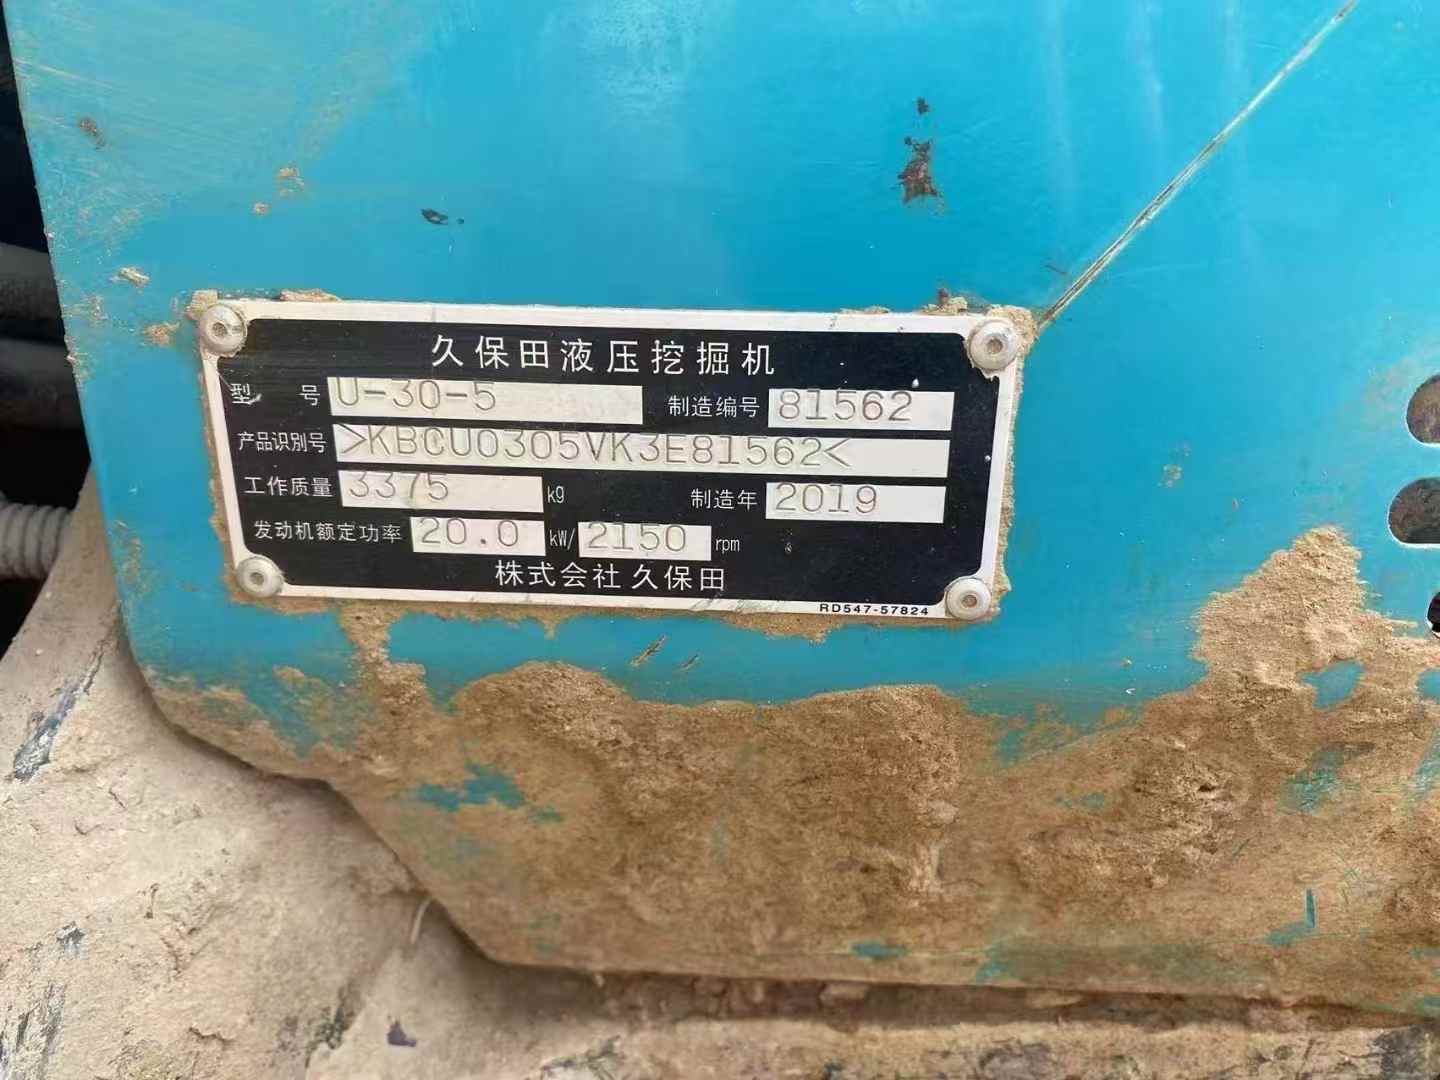 久保田液压挖掘机
型 号 U-30-5 制造编号 81562
产品识别号 >KBCU0305VK3E81562<
工作质量 3375 kg 制造年 2019
发动机额定功率 20.0 kW/ 2150 rpm
株式会社久保田
RD547-57824